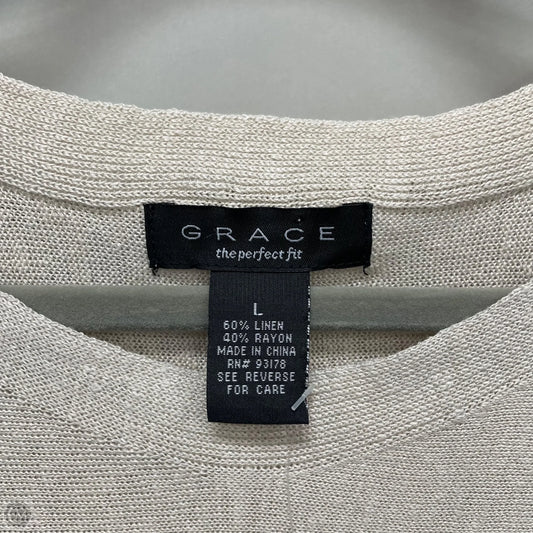 GRACE
the perfect fit
L
60% LINEN
40% RAYON
MADE IN CHINA
RN# 93178
SEE REVERSE
FOR CARE